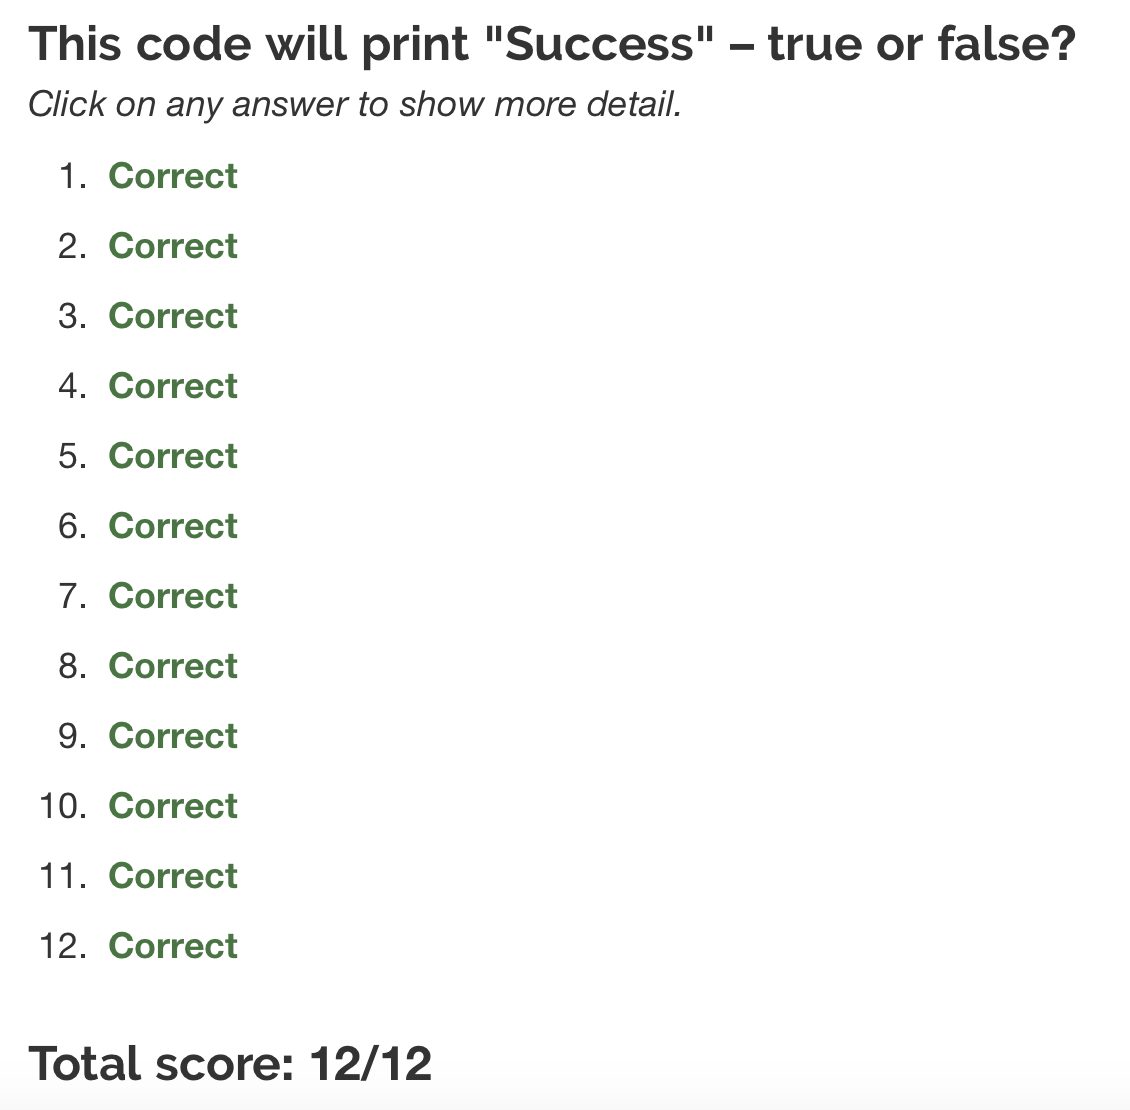 This code will print "Success" – true or false?
Click on any answer to show more detail.
1. Correct
2. Correct
3. Correct
4. Correct
5. Correct
6. Correct
7. Correct
8. Correct
9. Correct
10. Correct
11. Correct
12. Correct
Total score: 12/12